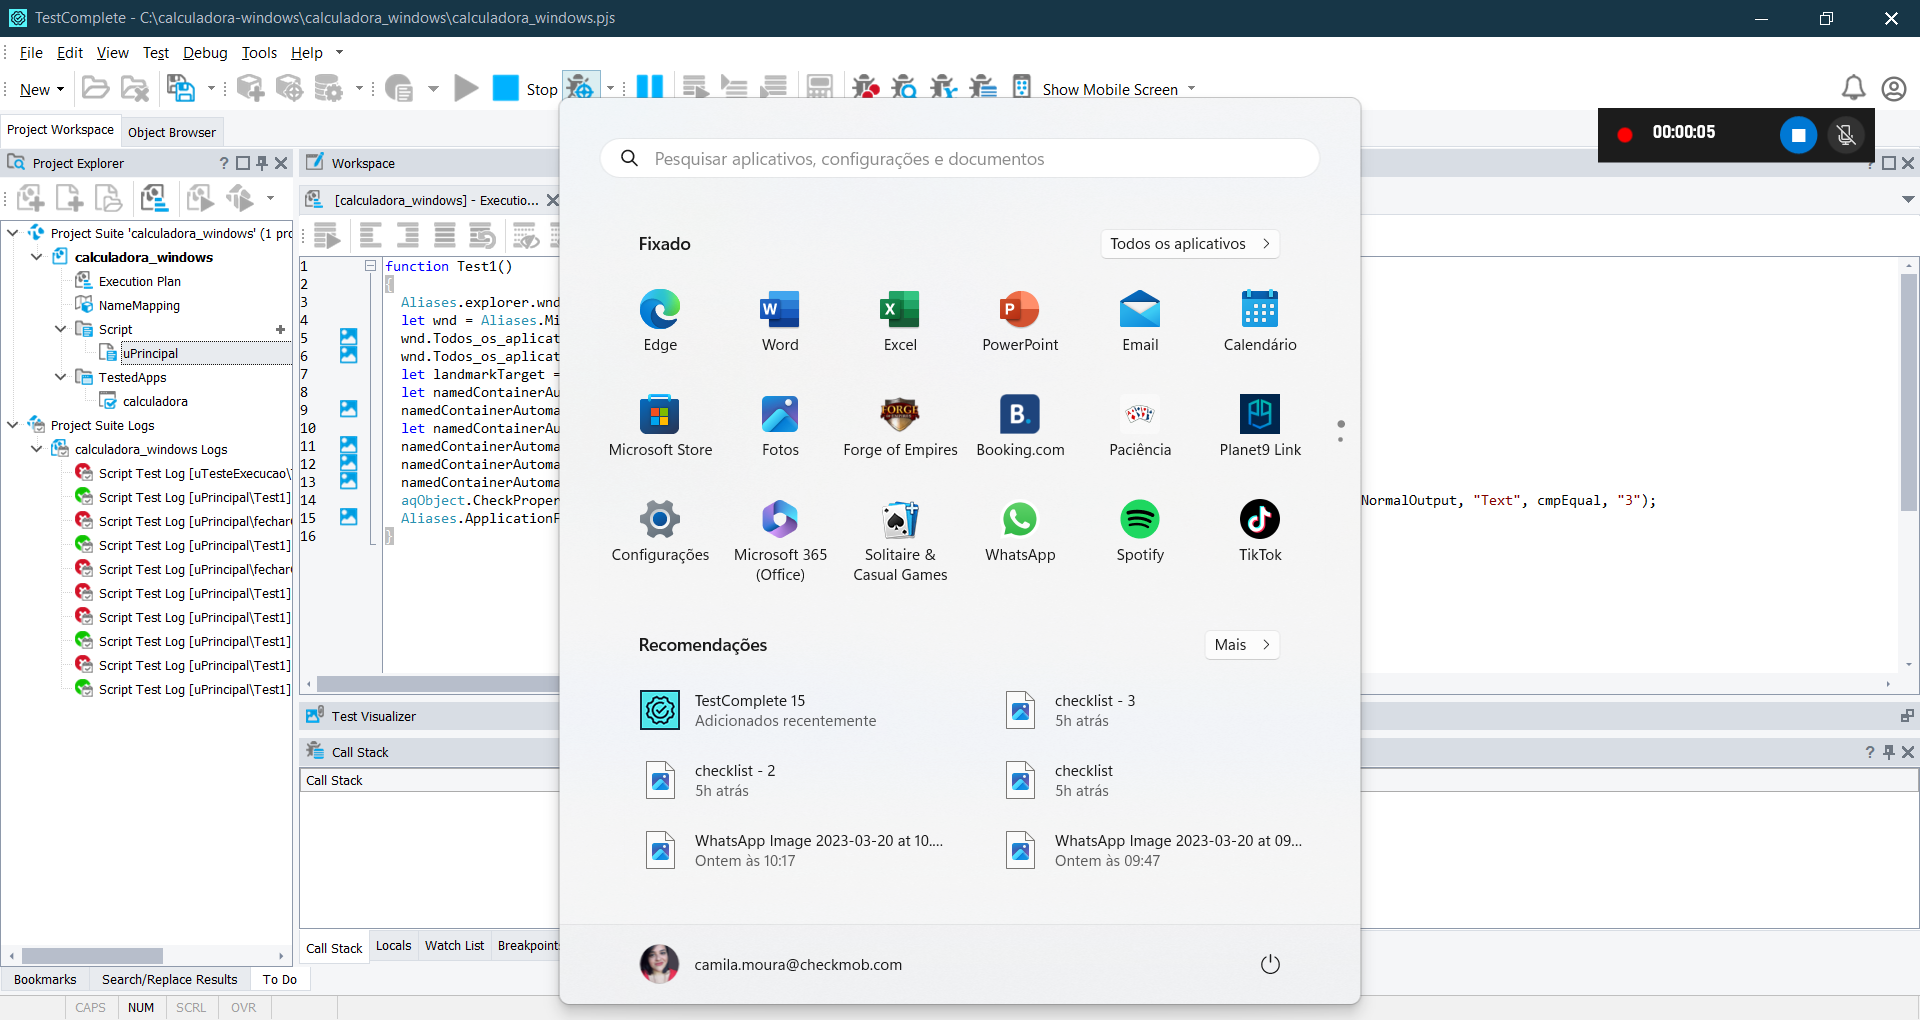 TestComplete - C:\calculadora-windows\calculadora_windows\calculadora_windows.pjs
File Edit View Test Debug Tools Help
New
Stop
Show Mobile Screen
00:00:05
Project Workspace
Object Browser
Project Explorer
Workspace
[calculadora_windows] - Executio...
Project Suite 'calculadora_windows' (1 pro
calculadora_windows
Execution Plan
NameMapping
Script
uPrincipal
TestedApps
calculadora
Project Suite Logs
calculadora_windows Logs
Script Test Log [uTesteExecucao\
Script Test Log [uPrincipal\Test1]
Script Test Log [uPrincipal\fechar
Script Test Log [uPrincipal\Test1]
Script Test Log [uPrincipal\fechar
Script Test Log [uPrincipal\Test1]
Script Test Log [uPrincipal\Test1]
Script Test Log [uPrincipal\Test1]
Script Test Log [uPrincipal\Test1]
Script Test Log [uPrincipal\Test1]
1 function Test1()
2 {
3 Aliases.explorer.wnd
4 let wnd = Aliases.Mi
5 wnd.Todos_os_aplicat
6 wnd.Todos_os_aplicat
7 let landmarkTarget =
8 let namedContainerAu
9 namedContainerAutoma
10 let namedContainerAu
11 namedContainerAutoma
12 namedContainerAutoma
13 namedContainerAutoma
14 aqObject.CheckProper NormalOutput, "Text", cmpEqual, "3");
15 Aliases.ApplicationF
16 }
Test Visualizer
Call Stack
Call Stack
Call Stack Locals Watch List Breakpoint
Bookmarks Search/Replace Results To Do
CAPS NUM SCRL OVR
Pesquisar aplicativos, configurações e documentos
Fixado
Todos os aplicativos
Edge
Word
Excel
PowerPoint
Email
Calendário
Microsoft Store
Fotos
Forge of Empires
Booking.com
Paciência
Planet9 Link
Configurações
Microsoft 365
(Office)
Solitaire &
Casual Games
WhatsApp
Spotify
TikTok
Recomendações
Mais
TestComplete 15
Adicionados recentemente
checklist - 3
5h atrás
checklist - 2
5h atrás
checklist
5h atrás
WhatsApp Image 2023-03-20 at 10....
Ontem às 10:17
WhatsApp Image 2023-03-20 at 09...
Ontem às 09:47
camila.moura@checkmob.com